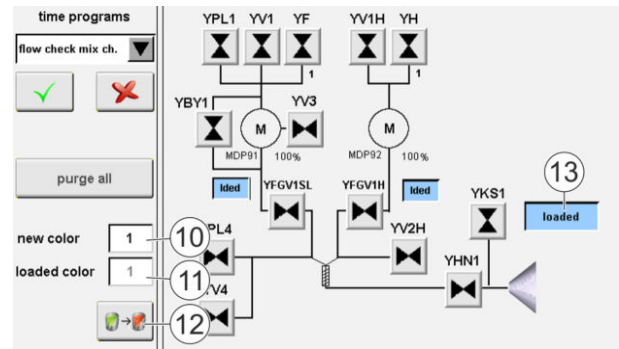 time programs
flow check mix ch.
purge all
new color 1
loaded color 1
10
11
12
YPL1 YV1 YF YV1H YH
1 1
YBY1 YV3
M M
MDP91 100% MDP92 100%
lded lded
YFGV1SL YFGV1H
YKS1
13
loaded
PL4 YV2H
YHN1
YV4